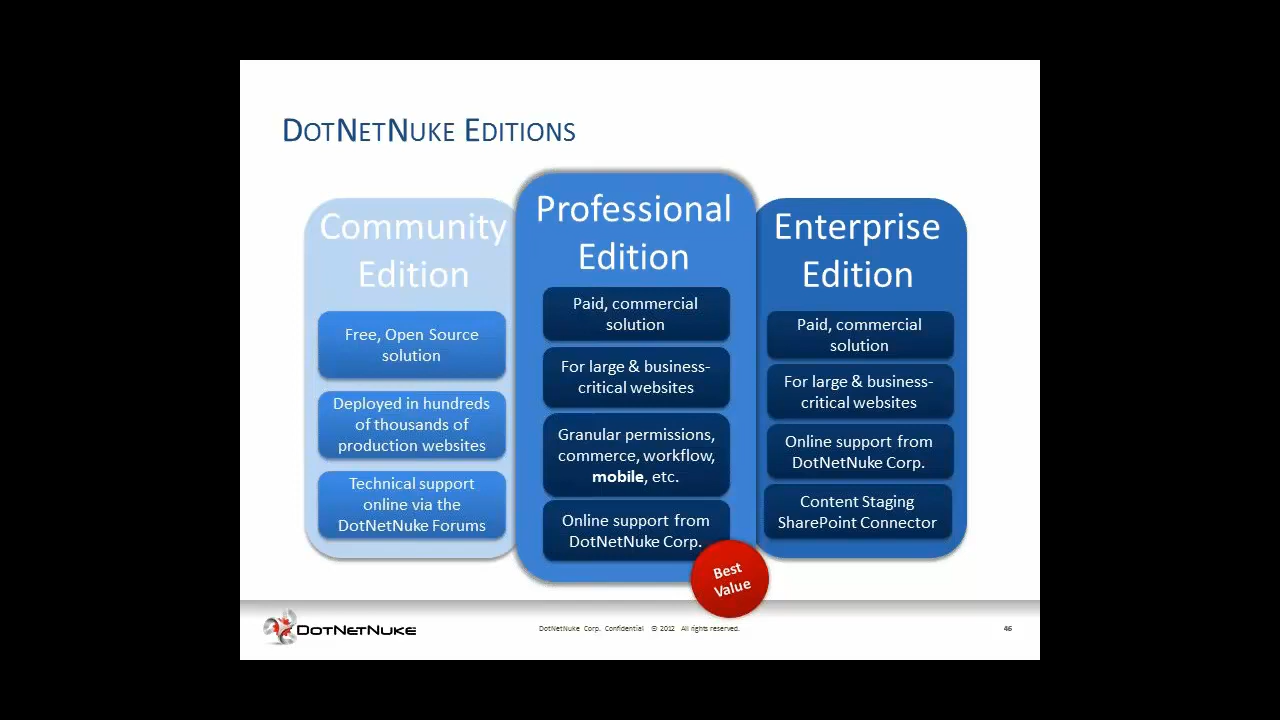 DOTNETNUKE EDITIONS
Community
Edition
Free, Open Source
solution
Deployed in hundreds
of thousands of
production websites
Technical support
online via the
DotNetNuke Forums
Professional
Edition
Paid, commercial
solution
For large & business-
critical websites
Granular permissions,
commerce, workflow,
mobile, etc.
Online support from
DotNetNuke Corp.
Best
Value
Enterprise
Edition
Paid, commercial
solution
For large & business-
critical websites
Online support from
DotNetNuke Corp.
Content Staging
SharePoint Connector
DOTNETNUKE
DotNetNuke Corp. Confidential © 2012 All rights reserved.
46